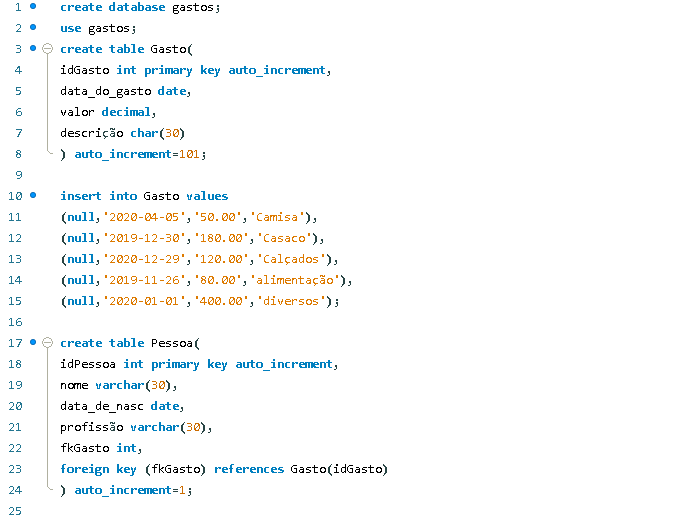 1 create database gastos;
2 use gastos;
3 create table Gasto(
4 idGasto int primary key auto_increment,
5 data_do_gasto date,
6 valor decimal,
7 descrição char(30)
8 ) auto_increment=101;
9
10 insert into Gasto values
11 (null,'2020-04-05','50.00','Camisa'),
12 (null,'2019-12-30','180.00','Casaco'),
13 (null,'2020-12-29','120.00','Calçados'),
14 (null,'2019-11-26','80.00','alimentação'),
15 (null,'2020-01-01','400.00','diversos');
16
17 create table Pessoa(
18 idPessoa int primary key auto_increment,
19 nome varchar(30),
20 data_de_nasc date,
21 profissão varchar(30),
22 fkGasto int,
23 foreign key (fkGasto) references Gasto(idGasto)
24 ) auto_increment=1;
25